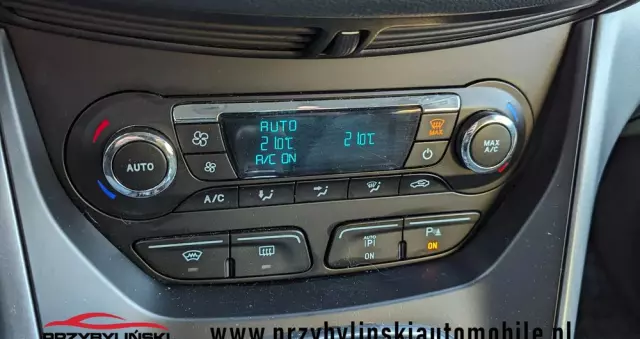 AUTO
21.0°C 21.0°C
A/C ON
MAX
AUTO
MAX
A/C
A/C
AUTO
P
ON
P
ON
PRZYBYLIŃSKI
www.przybylinskiautomobile.pl